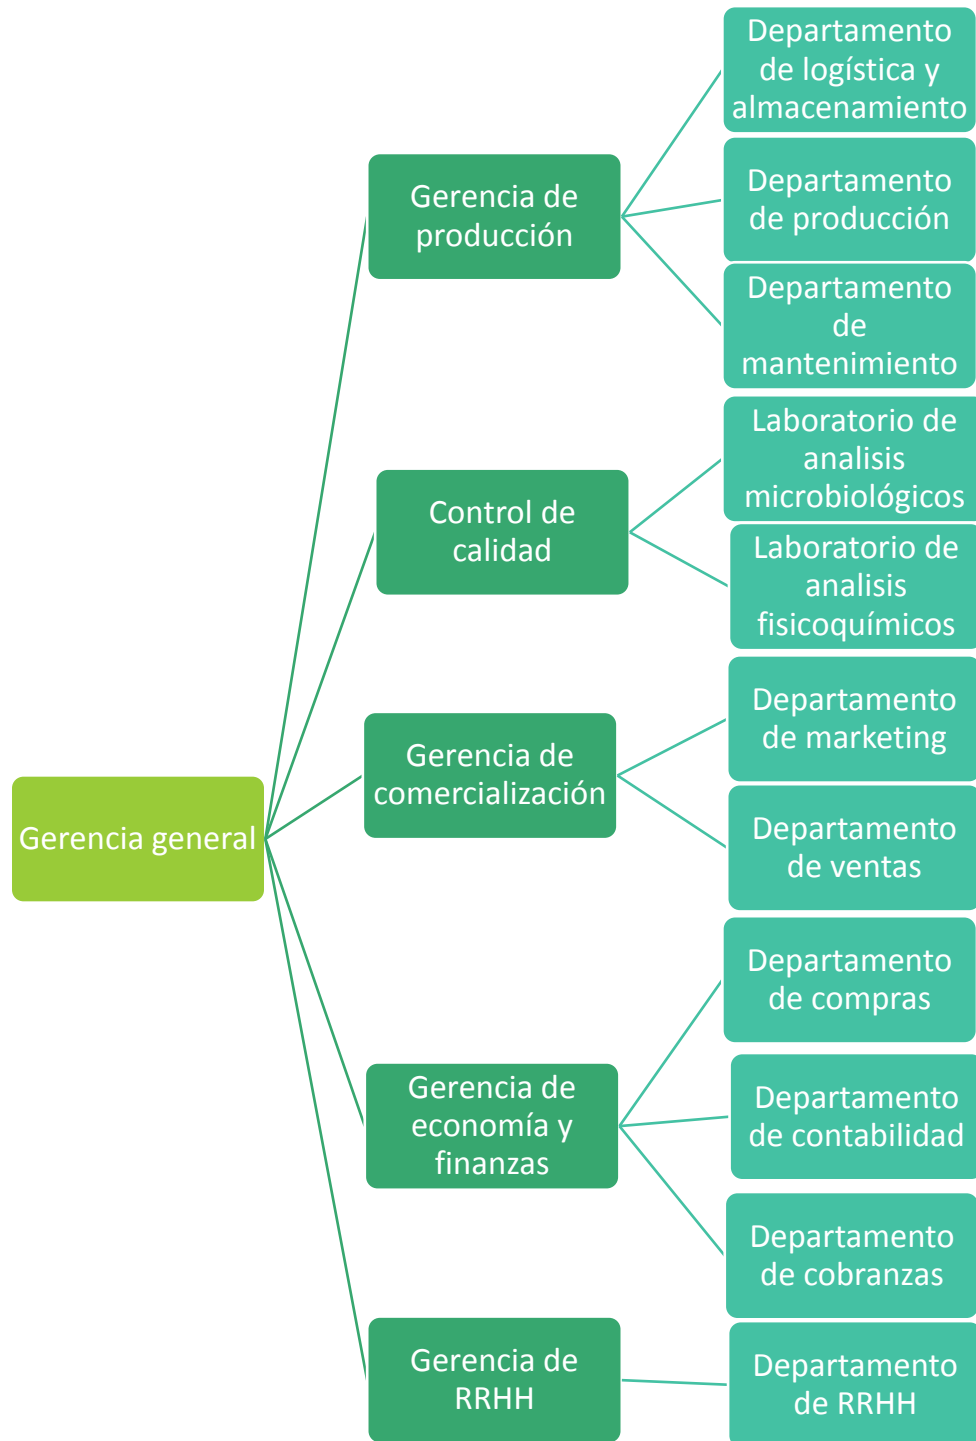 Departamento
de logística y
almacenamiento
Gerencia de
producción
Departamento
de producción
Departamento
de
mantenimiento
Laboratorio de
analisis
microbiológicos
Control de
calidad
Laboratorio de
analisis
fisicoquímicos
Departamento
de marketing
Gerencia de
comercialización
Gerencia general
Departamento
de ventas
Departamento
de compras
Gerencia de
economía y
finanzas
Departamento
de contabilidad
Departamento
de cobranzas
Gerencia de
RRHH
Departamento
de RRHH